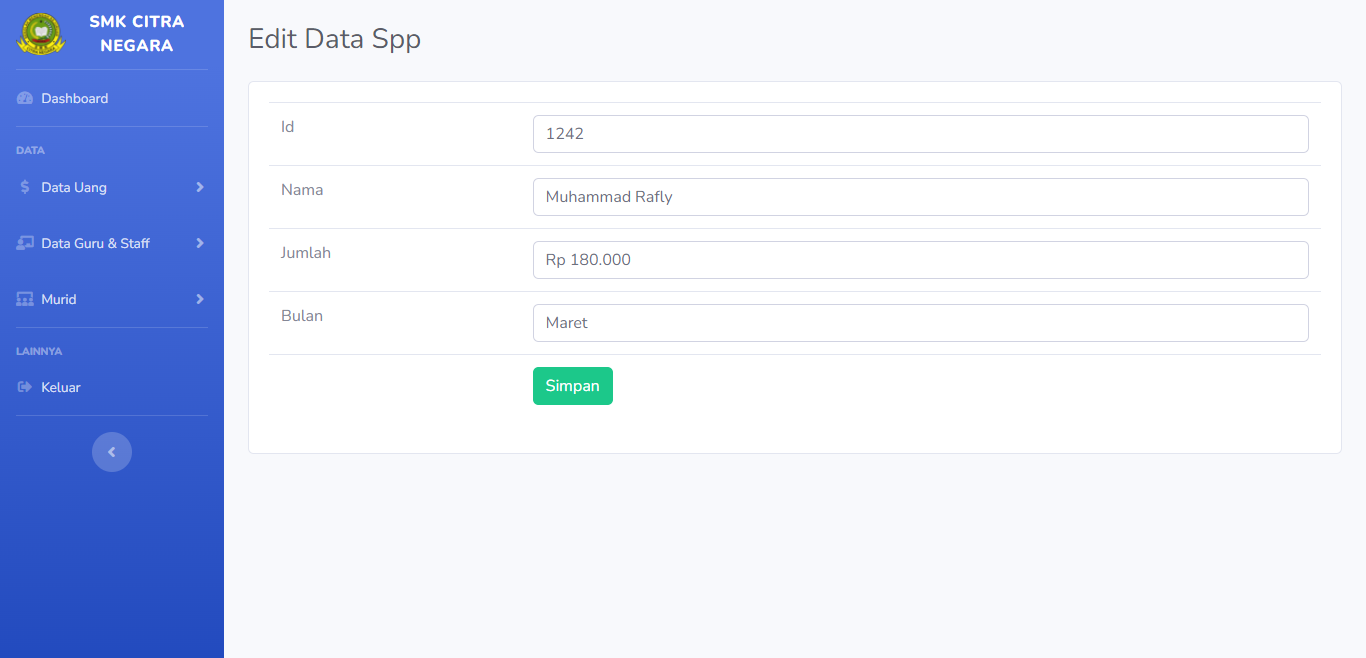 SMK CITRA
NEGARA
Dashboard
DATA
Data Uang
Data Guru & Staff
Murid
LAINNYA
Keluar
Edit Data Spp
Id
1242
Nama
Muhammad Rafly
Jumlah
Rp 180.000
Bulan
Maret
Simpan